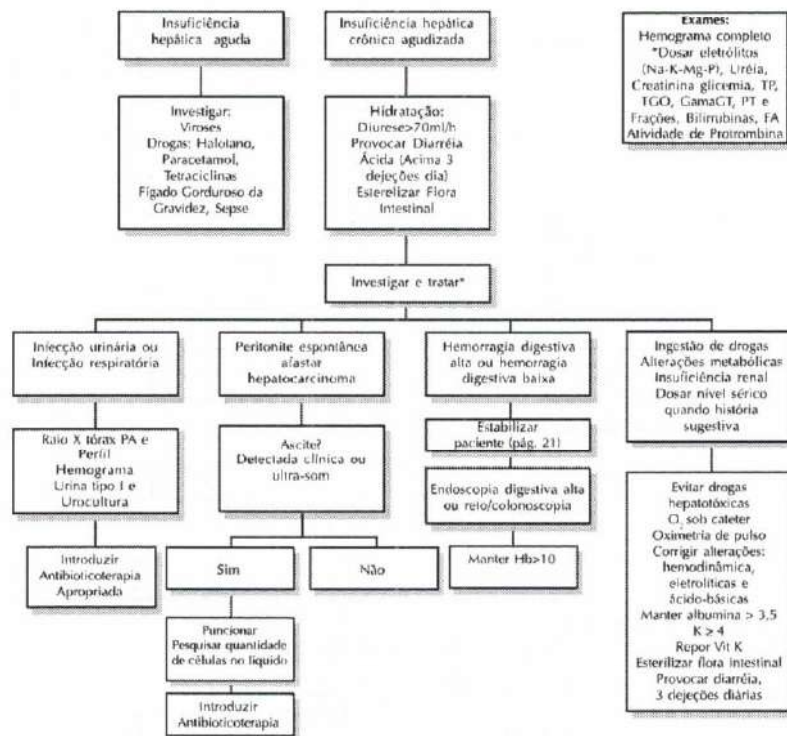 Insuficiência
hepática aguda
Insuficiência hepática
crônica agudizada
Exames:
Hemograma completo
*Dosar eletrólitos
(Na-K-Mg-P), Uréia,
Creatinina glicemia, TP,
TGO, GamaGT, PT e
Frações, Bilirrubinas, FA
Atividade de Protrombina
Investigar:
Viroses
Drogas: Halotano,
Paracetamol,
Tetraciclinas
Fígado Gorduroso da
Gravidez, Sepse
Hidratação:
Diurese>70ml/h
Provocar Diarréia
Ácida (Acima 3
dejeções dia)
Esterelizar Flora
Intestinal
Investigar e tratar*
Infecção urinária ou
Infecção respiratória
Peritonite espontânea
afastar
hepatocarcinoma
Hemorragia digestiva
alta ou hemorragia
digestiva baixa
Ingestão de drogas
Alterações metabólicas
Insuficiência renal
Dosar nível sérico
quando história
sugestiva
Raio X tórax PA e
Perfil
Hemograma
Urina tipo I e
Urocultura
Ascite?
Detectada clínica ou
ultra-som
Estabilizar
paciente (pág. 21)
Endoscopia digestiva alta
ou reto/colonoscopia
Evitar drogas
hepatotóxicas
O2 sob cateter
Oximetria de pulso
Corrigir alterações:
hemodinâmica,
eletrolíticas e
ácido-básicas
Manter albumina > 3,5
K ≥ 4
Repor Vit K
Esterilizar flora intestinal
Provocar diarréia,
3 dejeções diárias
Introduzir
Antibioticoterapia
Apropriada
Sim
Não
Manter Hb>10
Puncionar
Pesquisar quantidade
de células no líquido
Introduzir
Antibioticoterapia